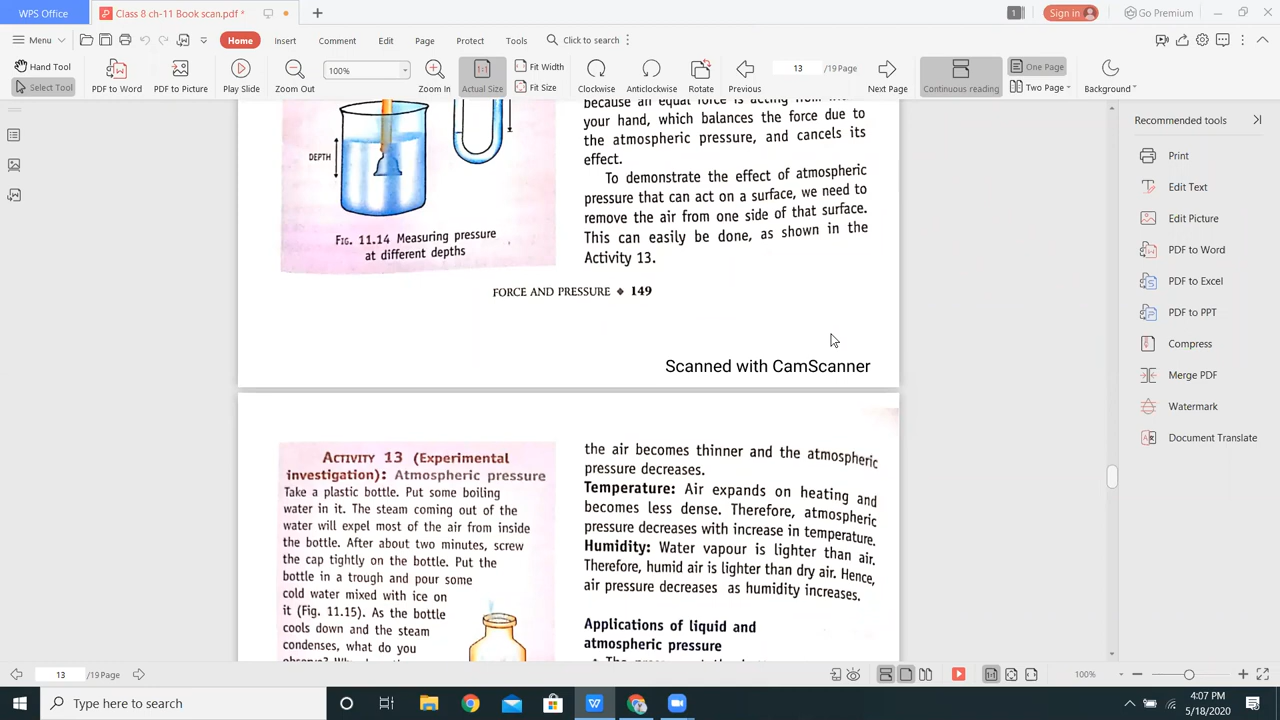 WPS Office
Class 8 ch-11 Book scan.pdf *
1
Sign in
Go Premium
Menu
Home
Insert
Comment
Edit
Page
Protect
Tools
Click to search
Hand Tool
Select Tool
PDF to Word
PDF to Picture
Play Slide
Zoom Out
100%
Zoom In
1:1
Actual Size
Fit Width
Fit Size
Clockwise
Anticlockwise
Rotate
Previous
13
/19Page
Next Page
Continuous reading
One Page
Two Page
Background
DEPTH
FIG. 11.14 Measuring pressure
at different depths
because an equal force is acting from
your hand, which balances the force due to
the atmospheric pressure, and cancels its
effect.
To demonstrate the effect of atmospheric
pressure that can act on a surface, we need to
remove the air from one side of that surface.
This can easily be done, as shown in the
Activity 13.
FORCE AND PRESSURE ❖ 149
Scanned with CamScanner
ACTIVITY 13 (Experimental
investigation): Atmospheric pressure
Take a plastic bottle. Put some boiling
water in it. The steam coming out of the
water will expel most of the air from inside
the bottle. After about two minutes, screw
the cap tightly on the bottle. Put the
bottle in a trough and pour some
cold water mixed with ice on
it (Fig. 11.15). As the bottle
cools down and the steam
condenses, what do you
the air becomes thinner and the atmospheric
pressure decreases.
Temperature: Air expands on heating and
becomes less dense. Therefore, atmospheric
pressure decreases with increase in temperature.
Humidity: Water vapour is lighter than air.
Therefore, humid air is lighter than dry air. Hence,
air pressure decreases as humidity increases.
Applications of liquid and
atmospheric pressure
Recommended tools
Print
Edit Text
Edit Picture
PDF to Word
PDF to Excel
PDF to PPT
Compress
Merge PDF
Watermark
Document Translate
13
/19Page
100%
Type here to search
4:07 PM
5/18/2020